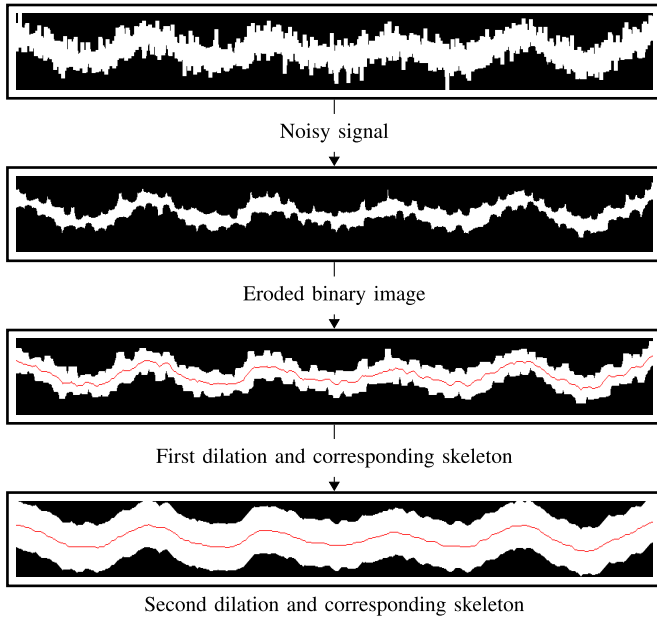 Noisy signal
Eroded binary image
First dilation and corresponding skeleton
Second dilation and corresponding skeleton